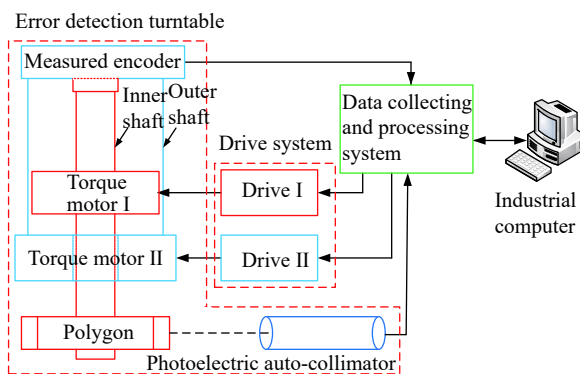 Error detection turntable
Measured encoder
Inner
shaft
Outer
shaft
Torque
motor I
Torque motor II
Polygon
Drive system
Drive I
Drive II
Photoelectric auto-collimator
Data collecting
and processing
system
Industrial
computer